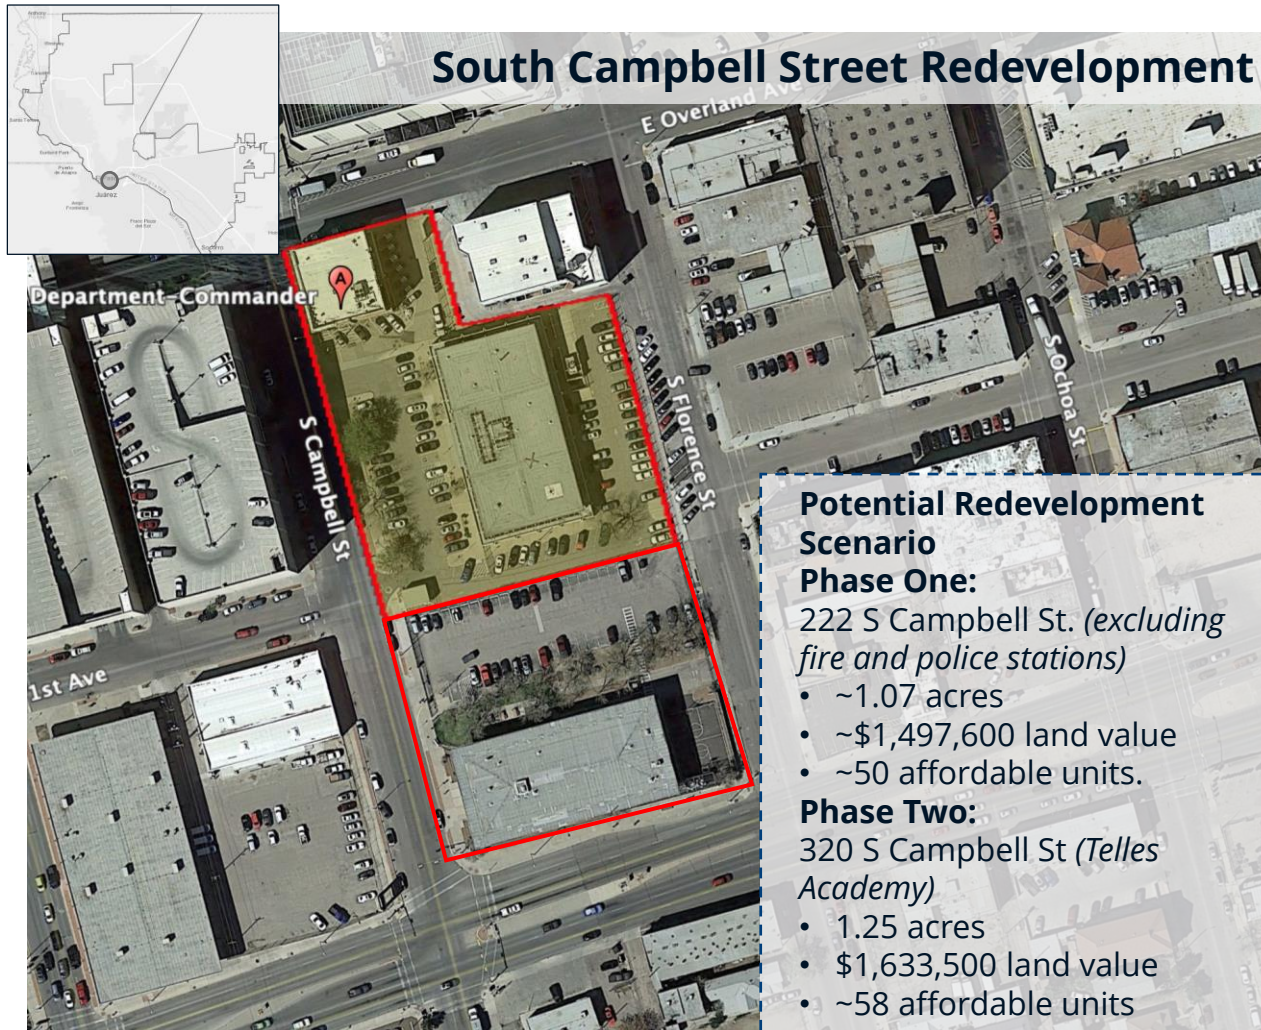 South Campbell Street Redevelopment
E Overland Ave
A
Department-Commander
S Campbell St
S Florence St
S Ochoa St
1st Ave
Juárez
Socorro
Potential Redevelopment
Scenario
Phase One:
222 S Campbell St. (excluding
fire and police stations)
• ~1.07 acres
• ~$1,497,600 land value
• ~50 affordable units.
Phase Two:
320 S Campbell St (Telles
Academy)
• 1.25 acres
• $1,633,500 land value
• ~58 affordable units